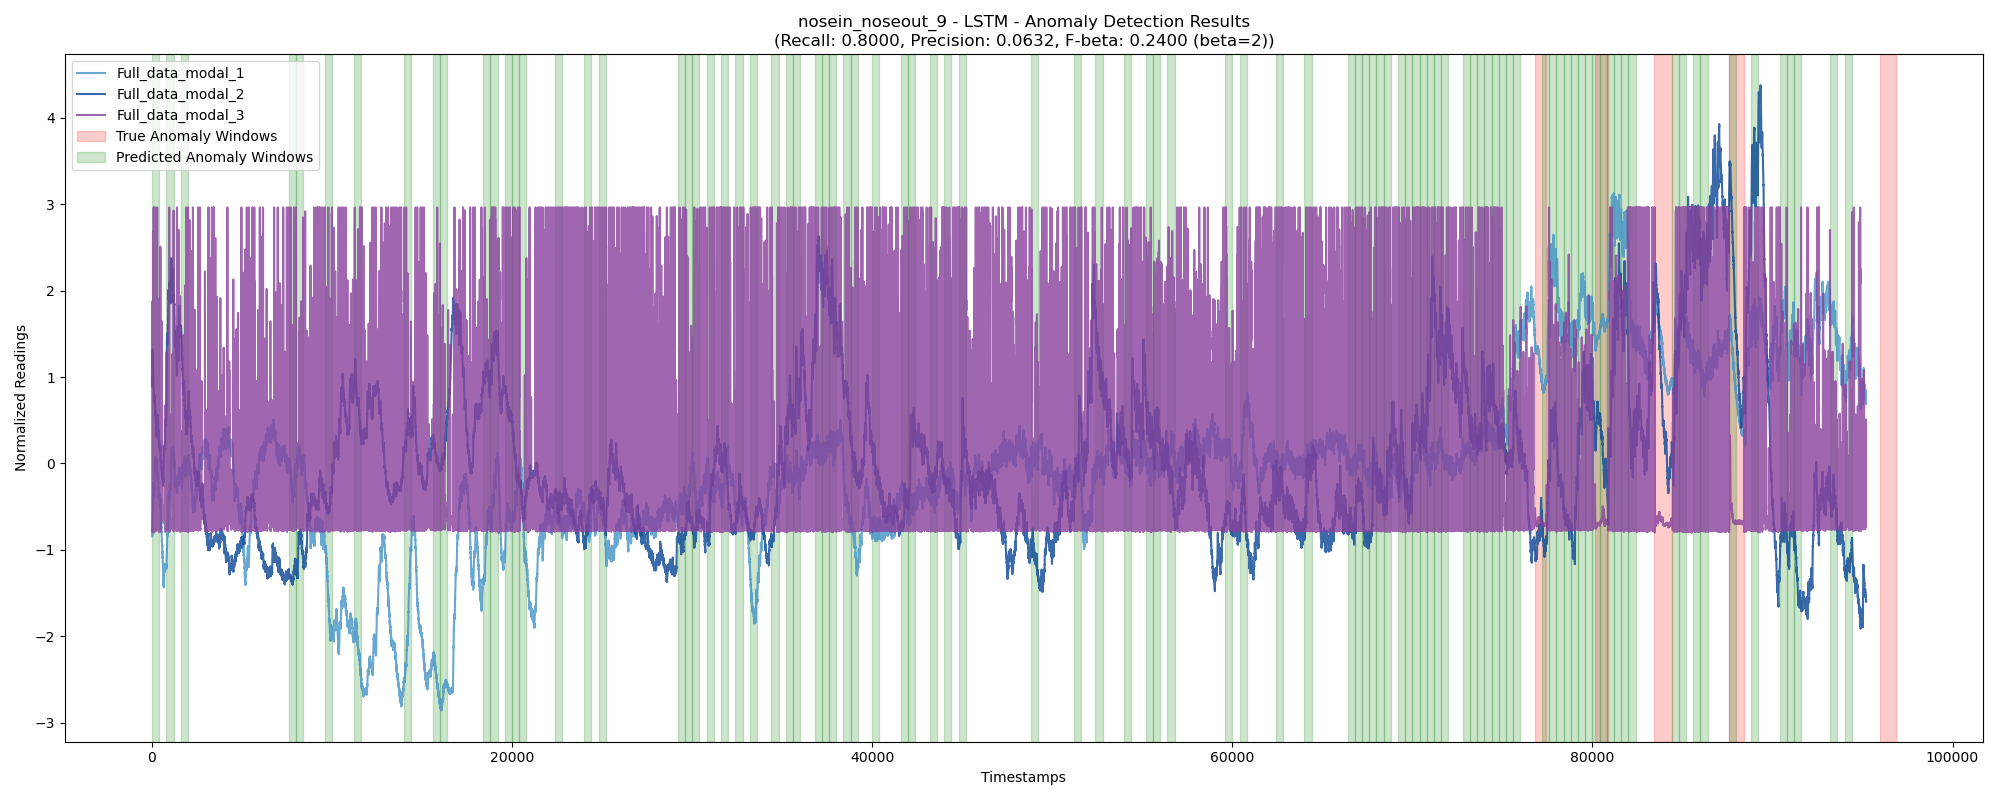 nosein_noseout_9 - LSTM - Anomaly Detection Results
(Recall: 0.8000, Precision: 0.0632, F-beta: 0.2400 (beta=2))
Full_data_modal_1
Full_data_modal_2
Full_data_modal_3
True Anomaly Windows
Predicted Anomaly Windows
Normalized Readings
4
3
2
1
0
−1
−2
−3
0
20000
40000
60000
80000
100000
Timestamps